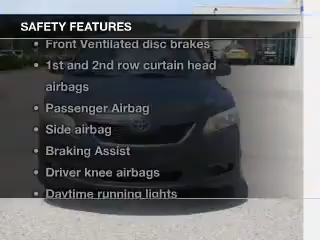 SAFETY FEATURES
• Front Ventilated disc brakes
• 1st and 2nd row curtain head
airbags
• Passenger Airbag
• Side airbag
• Braking Assist
• Driver knee airbags
• Daytime running lights